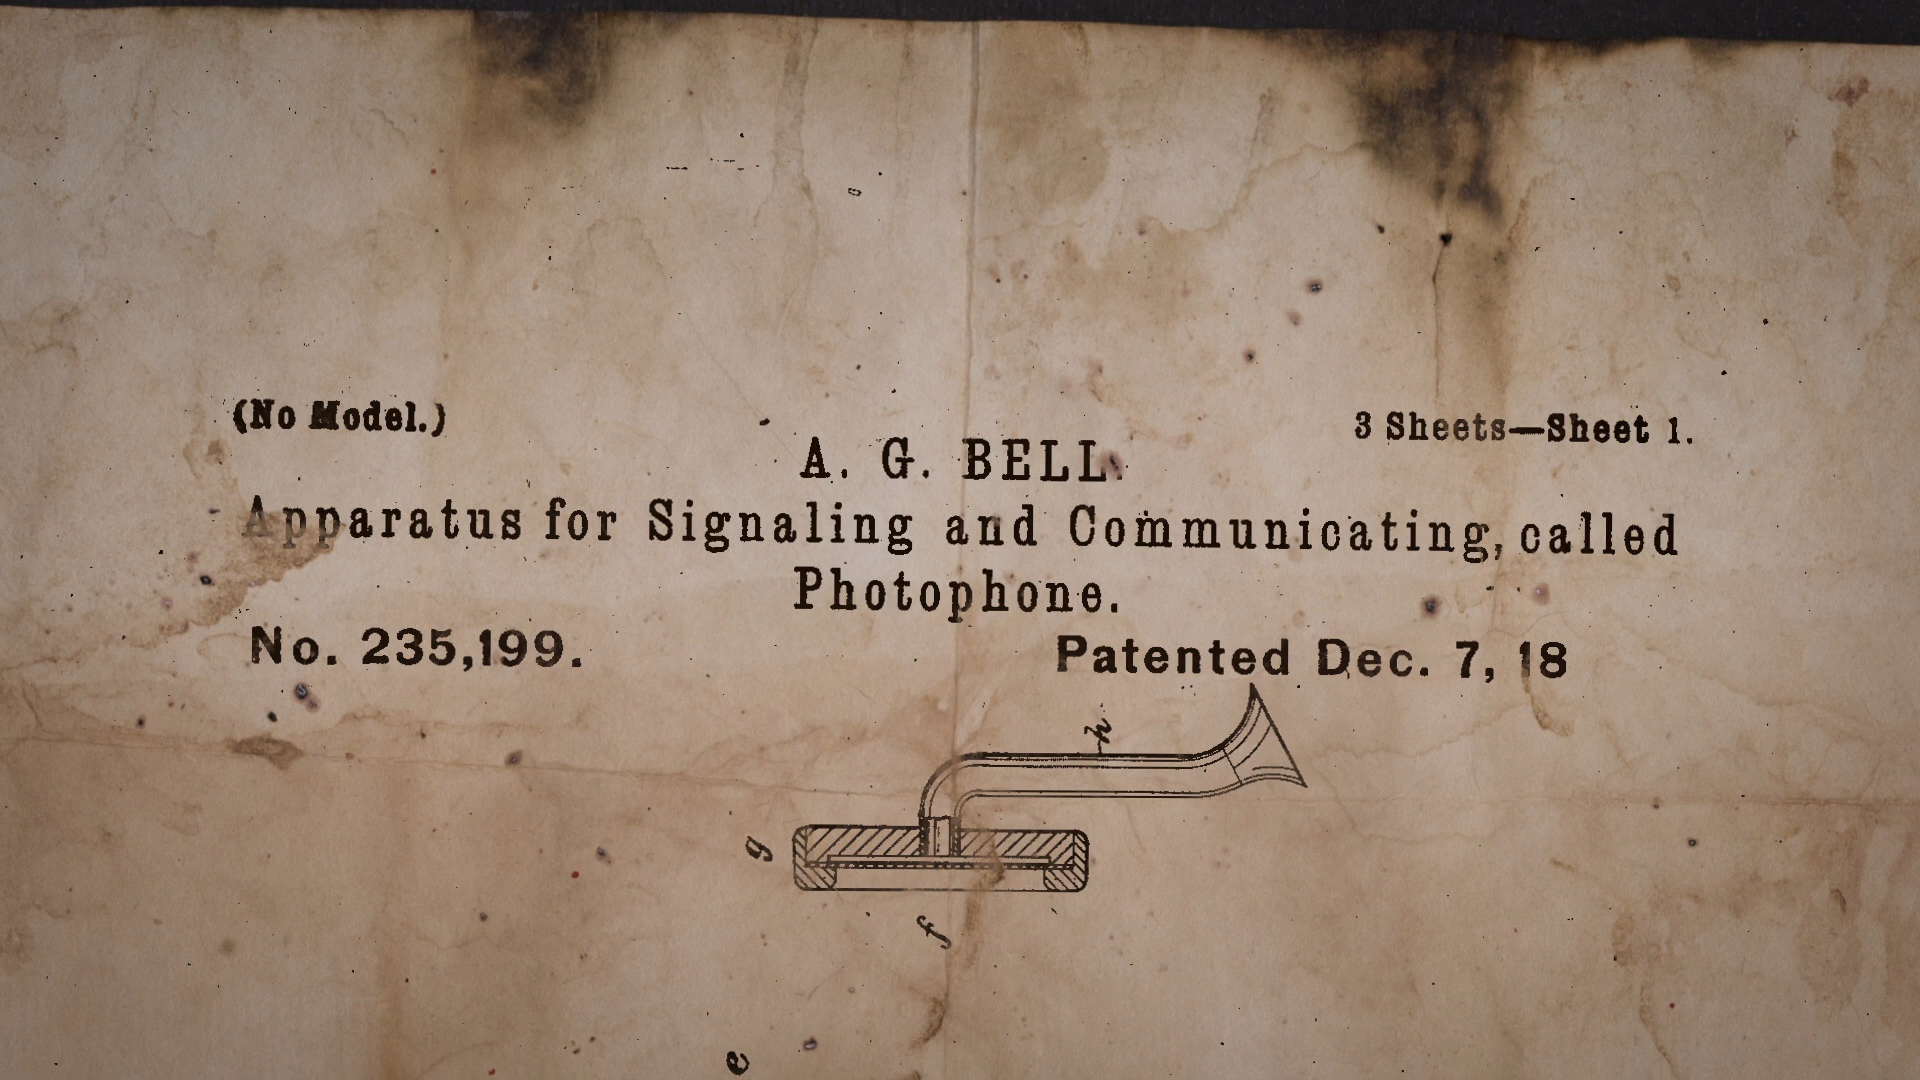 (No Model.)
3 Sheets—Sheet 1.
A. G. BELL.
Apparatus for Signaling and Communicating, called
Photophone.
No. 235,199.
Patented Dec. 7, 18
h
g
f
e